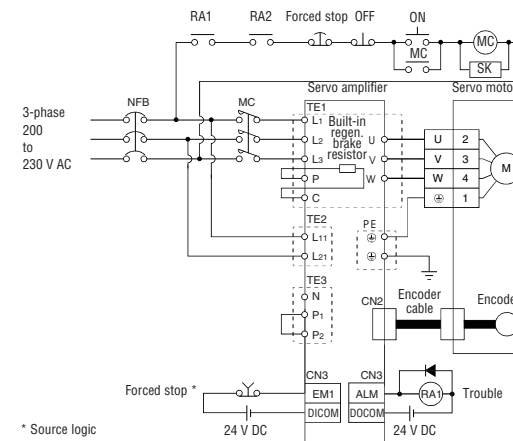 RA1 RA2 Forced stop OFF ON
MC
MC
SK
Servo amplifier Servo moto
3-phase
200
to
230 V AC
NFB
MC
TE1
L1
L2
L3
P
C
Built-in
regen.
brake
resistor
U
V
W
U 2
V 3
W 4
1
M
TE2
L11
L21
PE
TE3
N
P1
P2
CN2
Encoder
cable
Encode
CN3 CN3
Forced stop *
EM1 ALM
DICOM DOCOM
RA1
Trouble
24 V DC 24 V DC
* Source logic